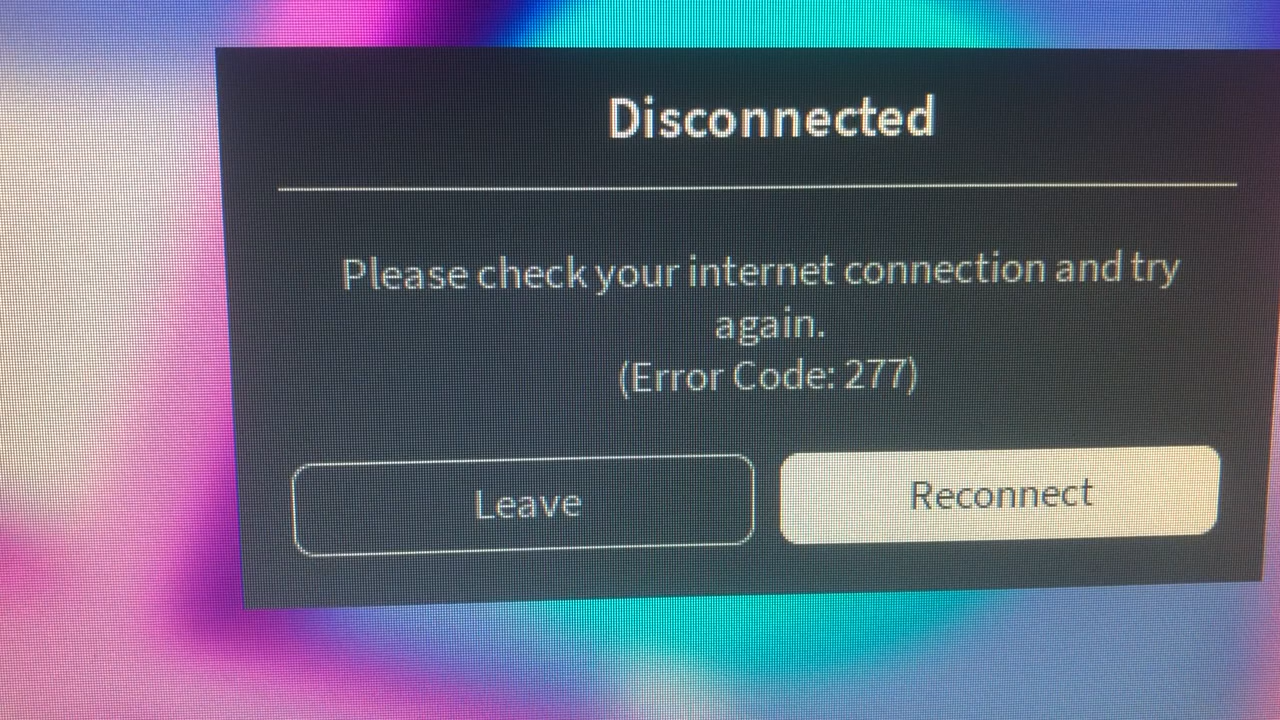 Disconnected
Please check your internet connection and try
again.
(Error Code: 277)
Leave
Reconnect